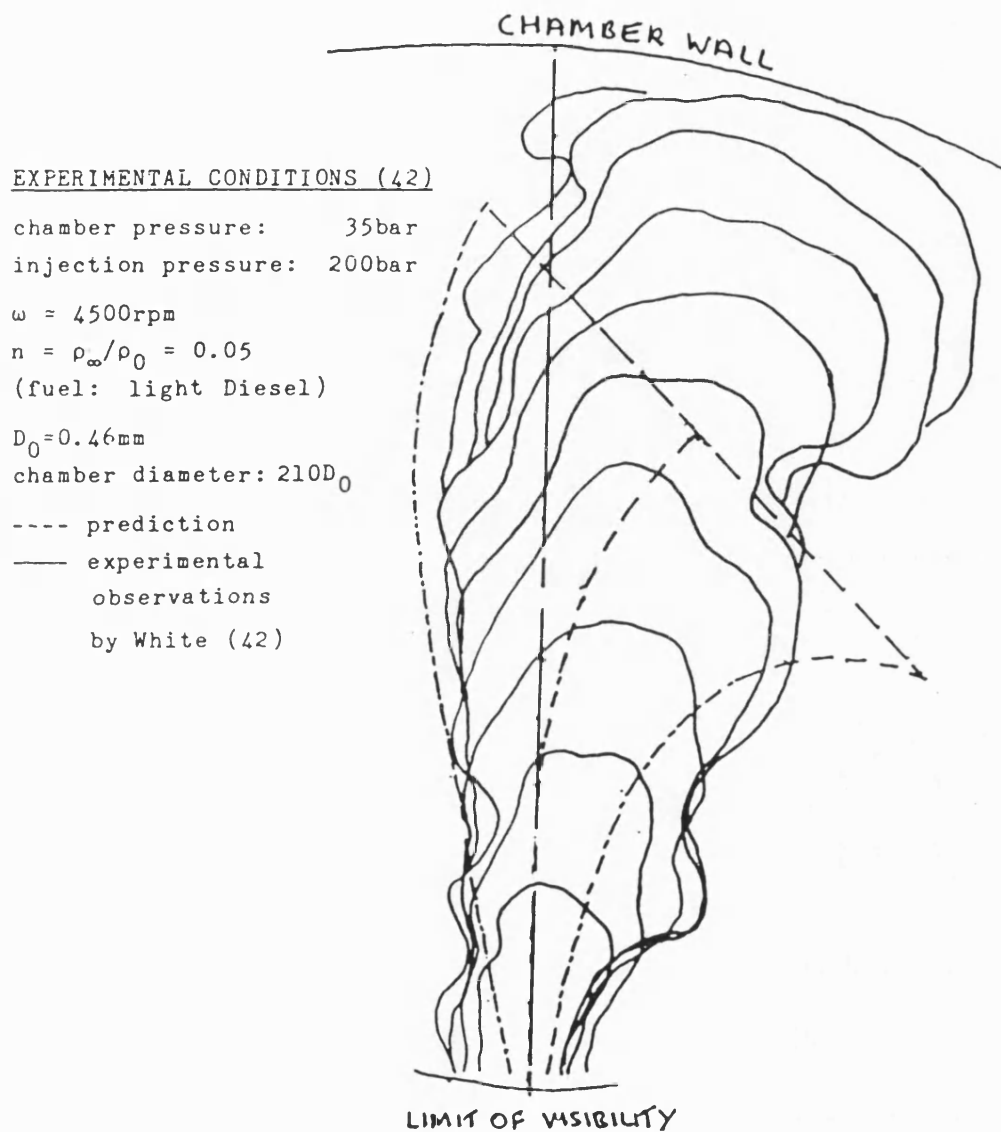 CHAMBER WALL
EXPERIMENTAL CONDITIONS (42)
chamber pressure: 35bar
injection pressure: 200bar
ω = 4500rpm
n = ρ∞/ρ0 = 0.05
(fuel: light Diesel)
D0=0.46mm
chamber diameter: 210D0
---- prediction
—— experimental
observations
by White (42)
LIMIT OF VISIBILITY